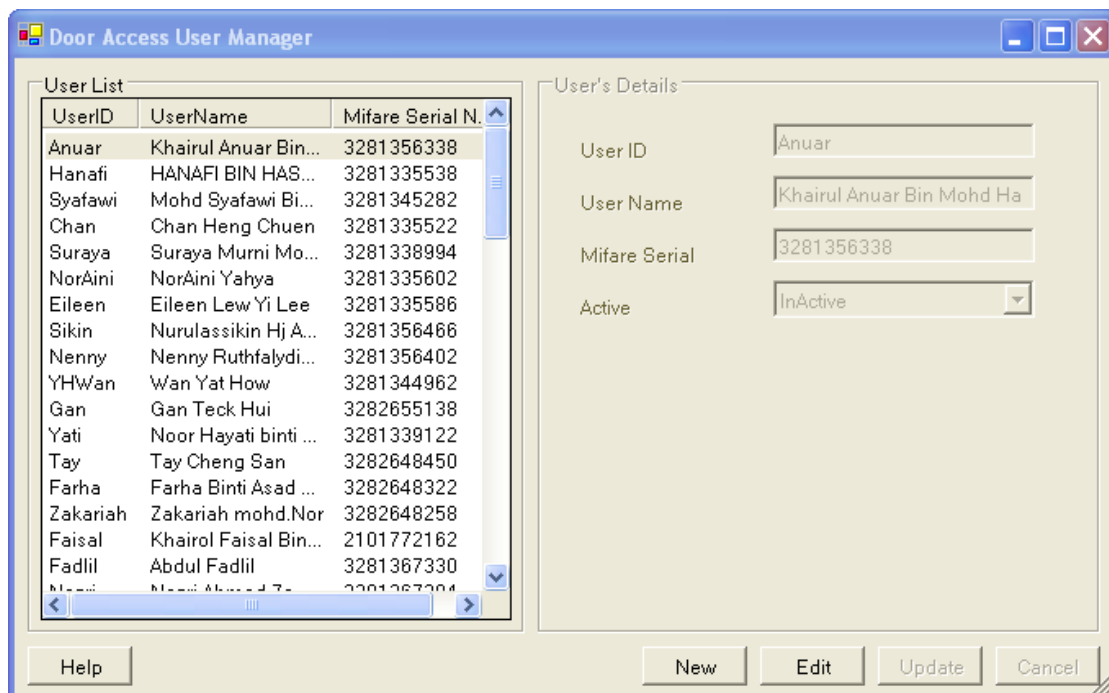 Door Access User Manager
User List
UserID UserName Mifare Serial N.
Anuar Khairul Anuar Bin... 3281356338
Hanafi HANAFI BIN HAS... 3281335538
Syafawi Mohd Syafawi Bi... 3281345282
Chan Chan Heng Chuen 3281335522
Suraya Suraya Murni Mo... 3281338994
NorAini NorAini Yahya 3281335602
Eileen Eileen Lew Yi Lee 3281335586
Sikin Nurulassikin Hj A... 3281356466
Nenny Nenny Ruthfalydi... 3281356402
YHWan Wan Yat How 3281344962
Gan Gan Teck Hui 3282655138
Yati Noor Hayati binti ... 3281339122
Tay Tay Cheng San 3282648450
Farha Farha Binti Asad ... 3282648322
Zakariah Zakariah mohd.Nor 3282648258
Faisal Khairol Faisal Bin... 2101772162
Fadlil Abdul Fadlil 3281367330
User's Details
User ID Anuar
User Name Khairul Anuar Bin Mohd Ha
Mifare Serial 3281356338
Active InActive
Help New Edit Update Cancel